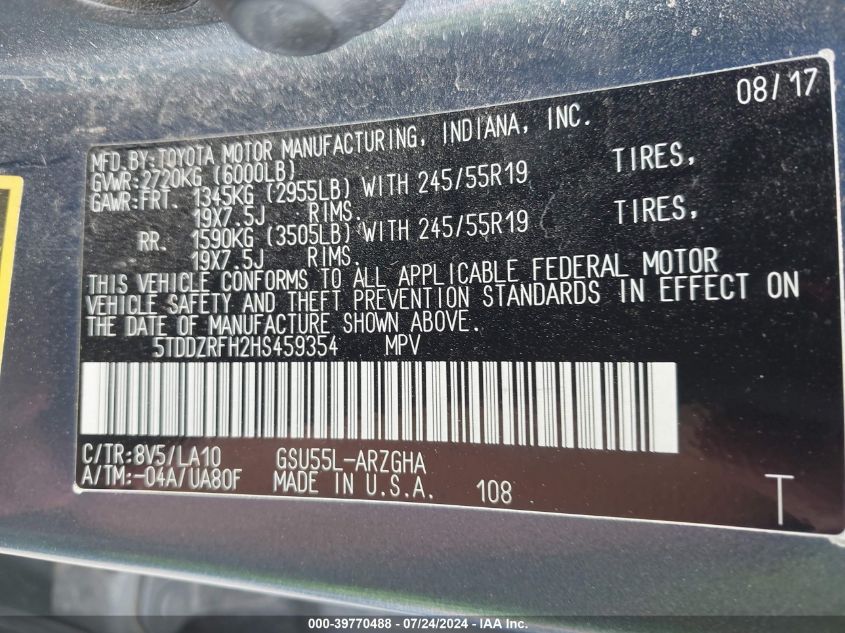 08/17
MFD. BY: TOYOTA MOTOR MANUFACTURING, INDIANA, INC.
GVWR: 2720KG (6000LB)
GAWR: FRT. 1345KG (2955LB) WITH 245/55R19 TIRES,
19X7.5J RIMS.
RR. 1590KG (3505LB) WITH 245/55R19 TIRES,
19X7.5J RIMS.
THIS VEHICLE CONFORMS TO ALL APPLICABLE FEDERAL MOTOR
VEHICLE SAFETY AND THEFT PREVENTION STANDARDS IN EFFECT ON
THE DATE OF MANUFACTURE SHOWN ABOVE.
5TDDZRFH2HS459354 MPV
C/TR: 8V5/LA10 GSU55L-ARZGHA
A/TM: -04A/UA80F MADE IN U.S.A. 108 T
000-39770488 - 07/24/2024 - IAA Inc.